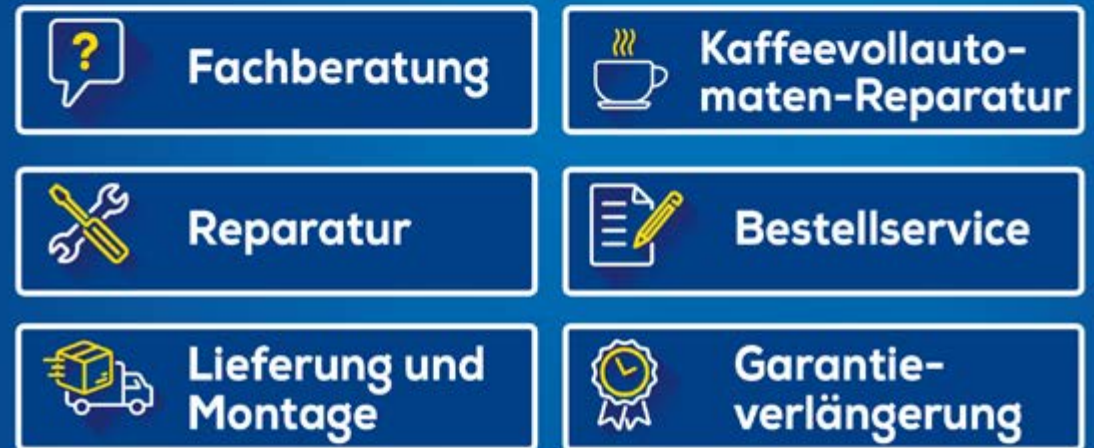 ?
Fachberatung
Kaffeevollauto-
maten-Reparatur
Reparatur
Bestellservice
Lieferung und
Montage
Garantie-
verlängerung